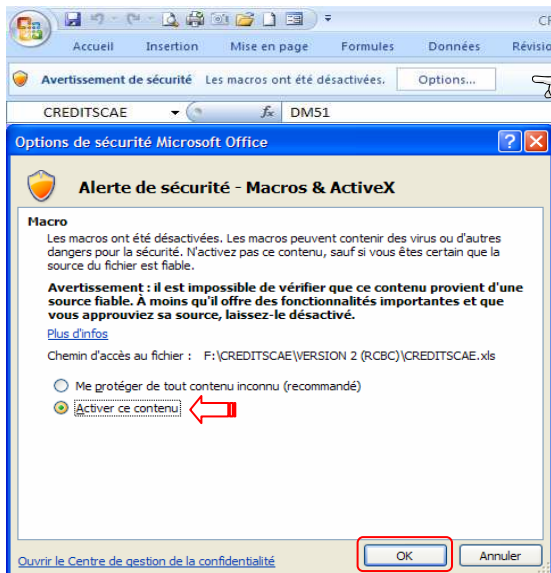 CR
Accueil Insertion Mise en page Formules Données Révisio
Avertissement de sécurité Les macros ont été désactivées. Options...
CREDITSCAE fx DM51
Options de sécurité Microsoft Office
Alerte de sécurité - Macros & ActiveX
Macro
Les macros ont été désactivées. Les macros peuvent contenir des virus ou d'autres
dangers pour la sécurité. N'activez pas ce contenu, sauf si vous êtes certain que la
source du fichier est fiable.
Avertissement : il est impossible de vérifier que ce contenu provient d'une
source fiable. À moins qu'il offre des fonctionnalités importantes et que
vous approuviez sa source, laissez-le désactivé.
Plus d'infos
Chemin d'accès au fichier : F:\CREDITSCAE\VERSION 2 (RCBC)\CREDITSCAE.xls
Me protéger de tout contenu inconnu (recommandé)
Activer ce contenu
Ouvrir le Centre de gestion de la confidentialité
OK Annuler